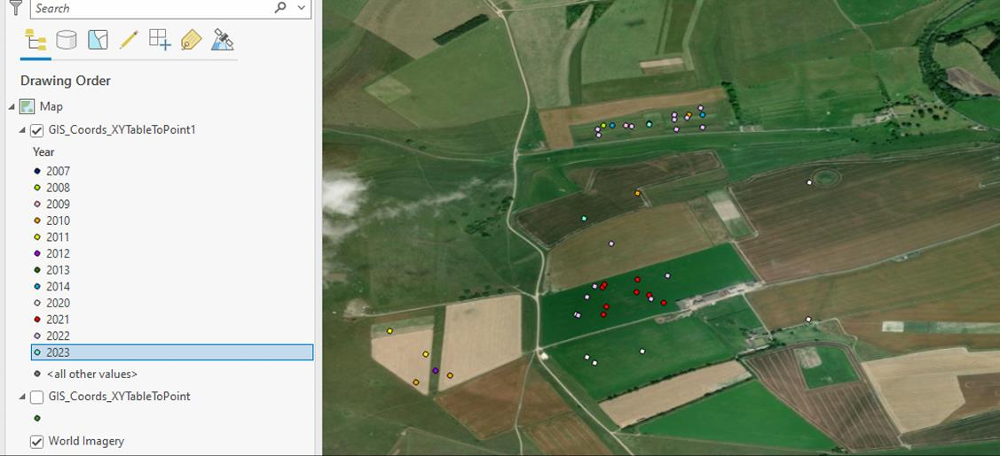 Search
Drawing Order
Map
GIS_Coords_XYTableToPoint1
Year
2007
2008
2009
2010
2011
2012
2013
2014
2020
2021
2022
2023
<all other values>
GIS_Coords_XYTableToPoint
World Imagery